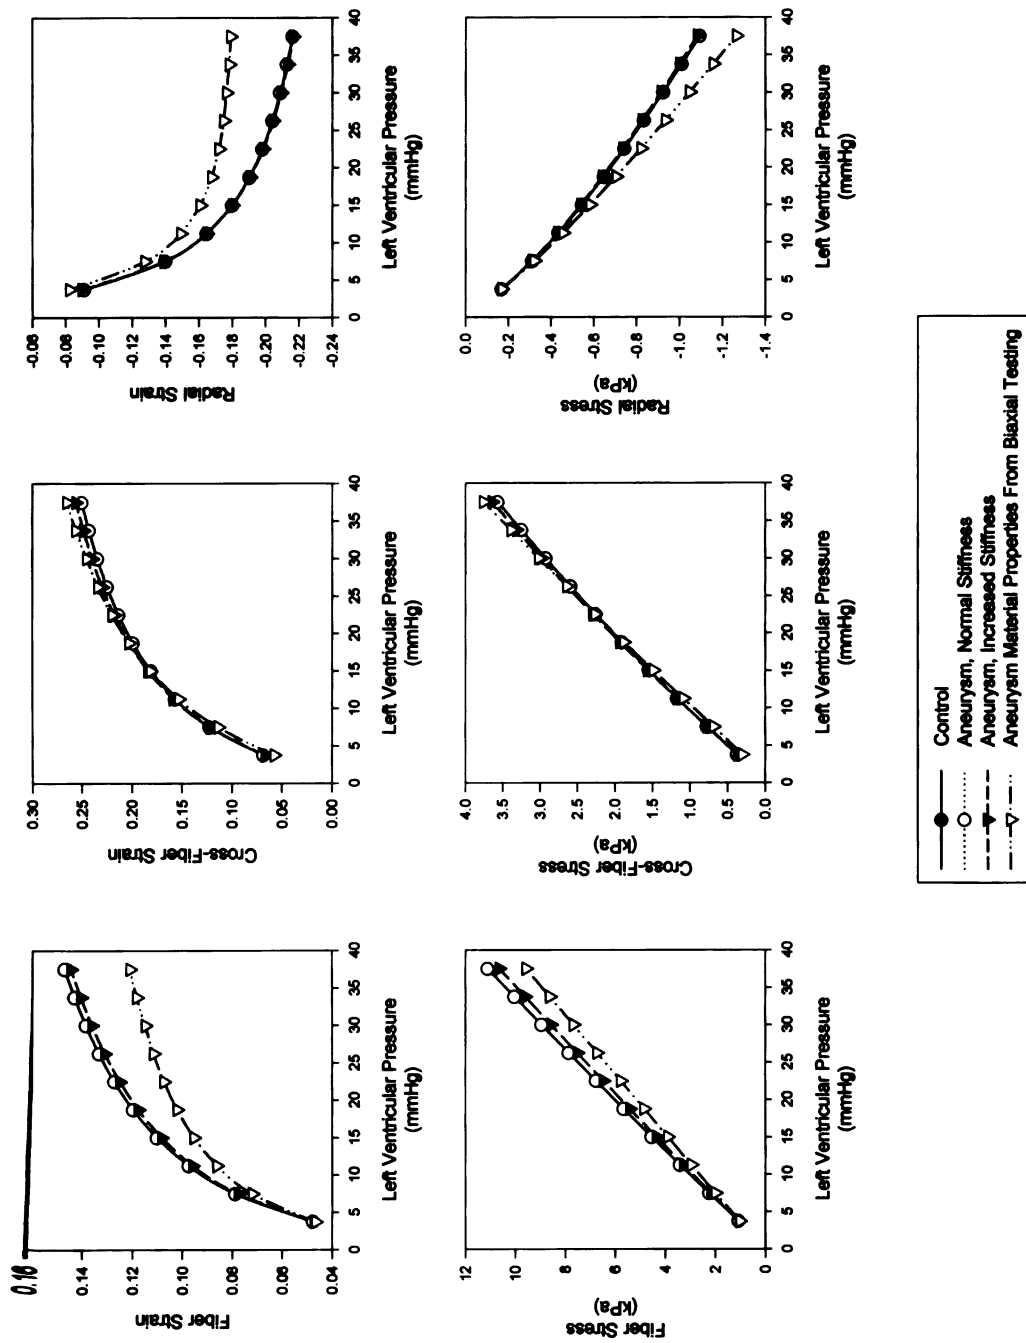 0.16
0.14
0.12
0.10
0.08
0.06
0.04
Fiber Strain
0 5 10 15 20 25 30 35 40
Left Ventricular Pressure
(mmHg)
0.30
0.25
0.20
0.15
0.10
0.05
0.00
Cross-Fiber Strain
0 5 10 15 20 25 30 35 40
Left Ventricular Pressure
(mmHg)
-0.06
-0.08
-0.10
-0.12
-0.14
-0.16
-0.18
-0.20
-0.22
-0.24
Radial Strain
0 5 10 15 20 25 30 35 40
Left Ventricular Pressure
(mmHg)
12
10
8
6
4
2
0
Fiber Stress
(kPa)
0 5 10 15 20 25 30 35 40
Left Ventricular Pressure
(mmHg)
4.0
3.5
3.0
2.5
2.0
1.5
1.0
0.5
0.0
Cross-Fiber Stress
(kPa)
0 5 10 15 20 25 30 35 40
Left Ventricular Pressure
(mmHg)
0.0
-0.2
-0.4
-0.6
-0.8
-1.0
-1.2
-1.4
Radial Stress
(kPa)
0 5 10 15 20 25 30 35 40
Left Ventricular Pressure
(mmHg)
Control
Aneurysm, Normal Stiffness
Aneurysm, Increased Stiffness
Aneurysm Material Properties From Biaxial Testing